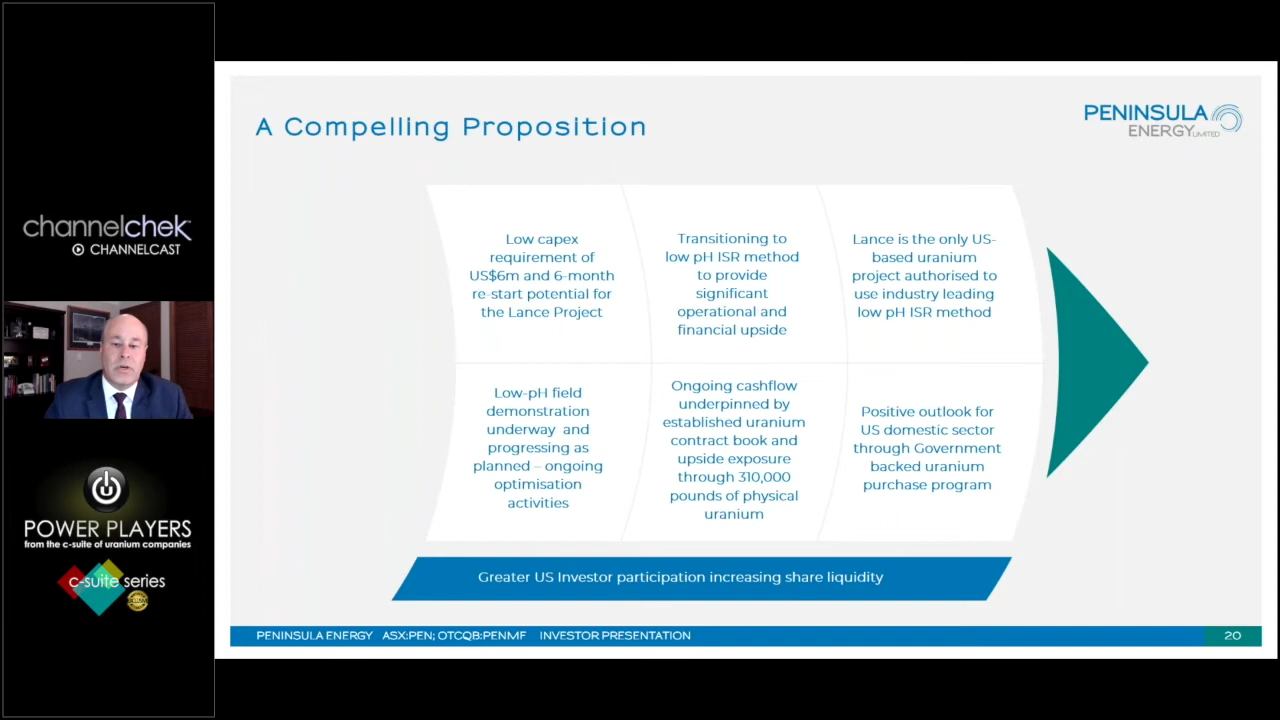 channelchek
CHANNELCAST
POWER PLAYERS
from the c-suite of uranium companies
c-suite series
A Compelling Proposition
PENINSULA
ENERGY LIMITED
Low capex
requirement of
US$6m and 6-month
re-start potential for
the Lance Project
Transitioning to
low pH ISR method
to provide
significant
operational and
financial upside
Lance is the only US-
based uranium
project authorised to
use industry leading
low pH ISR method
Low-pH field
demonstration
underway and
progressing as
planned – ongoing
optimisation
activities
Ongoing cashflow
underpinned by
established uranium
contract book and
upside exposure
through 310,000
pounds of physical
uranium
Positive outlook for
US domestic sector
through Government
backed uranium
purchase program
Greater US Investor participation increasing share liquidity
PENINSULA ENERGY ASX:PEN; OTCQB:PENMF INVESTOR PRESENTATION
20